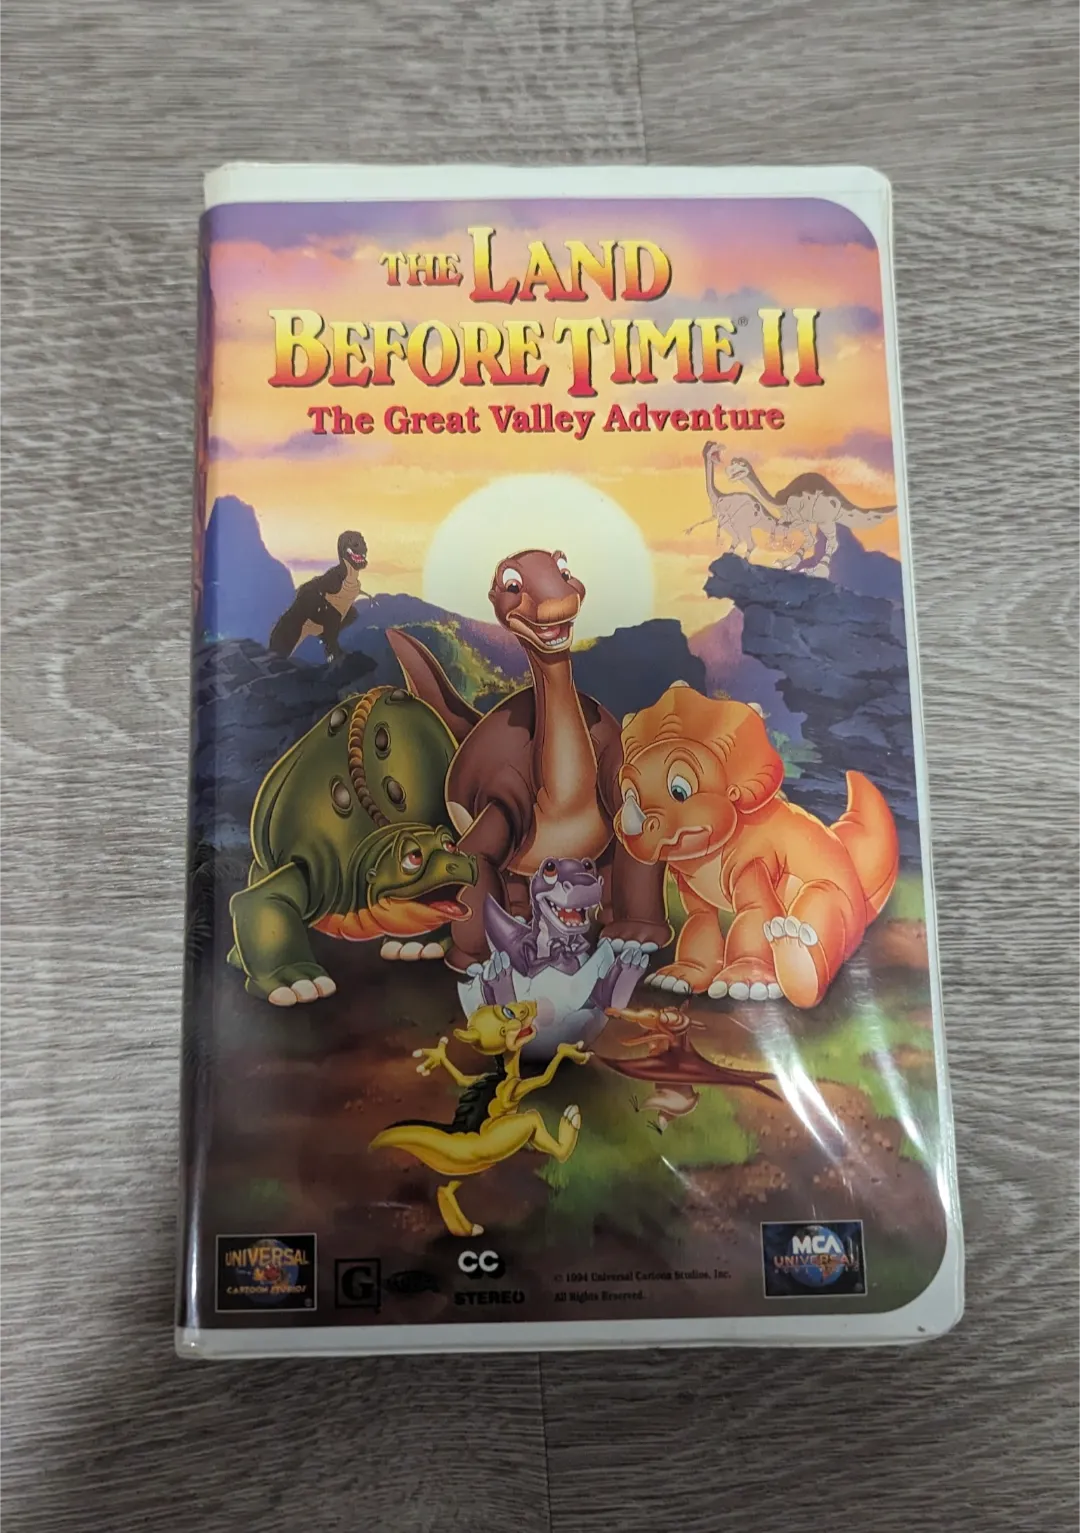 THE LAND
BEFORE TIME® II
The Great Valley Adventure
UNIVERSAL
CARTOON STUDIOS
G
CC
STEREO
© 1994 Universal Cartoon Studios, Inc.
All Rights Reserved.
MCA
UNIVERSAL